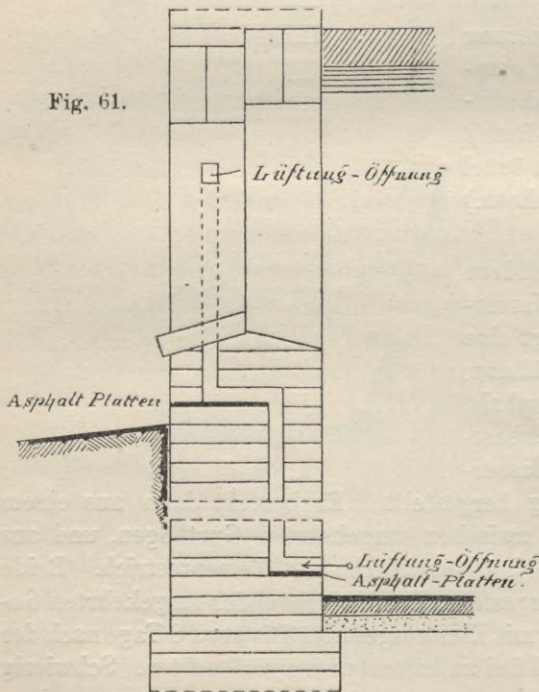 Fig. 61.
Lüftung-Öffnung
Asphalt Platten
Lüftung-Öffnung
Asphalt-Platten.